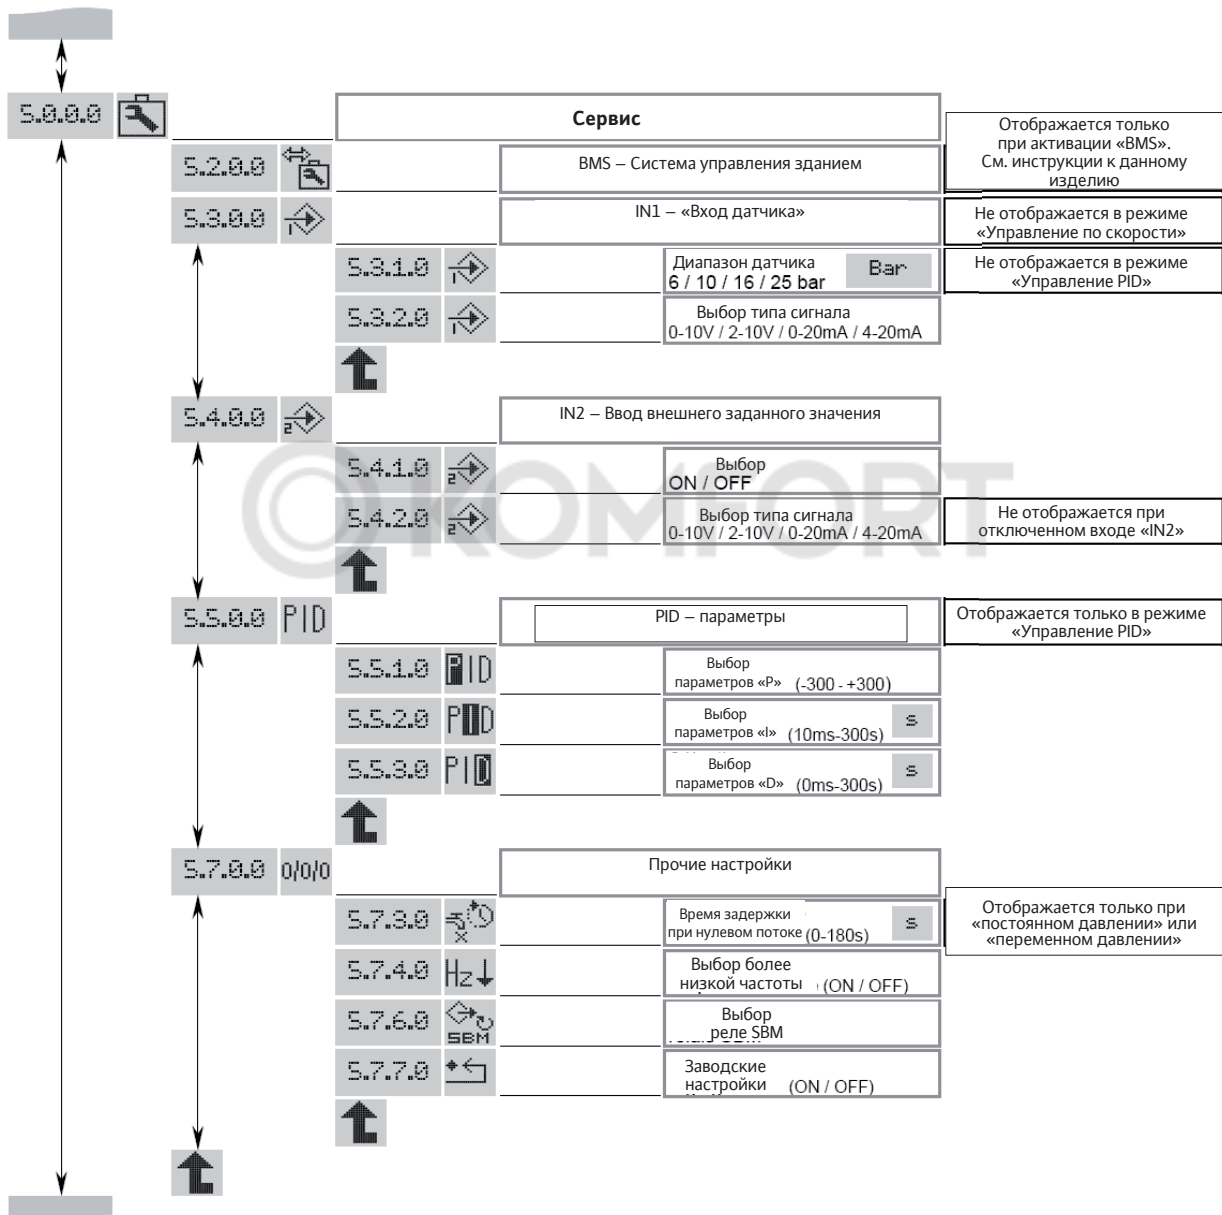 5.0.0.0
Сервис
5.2.0.0
BMS – Система управления зданием
Отображается только
при активации «BMS».
См. инструкции к данному
изделию
5.3.0.0
1
IN1 – «Вход датчика»
Не отображается в режиме
«Управление по скорости»
5.3.1.0
1
Диапазон датчика
6 / 10 / 16 / 25 bar
Bar
Не отображается в режиме
«Управление PID»
5.3.2.0
1
Выбор типа сигнала
0-10V / 2-10V / 0-20mA / 4-20mA
5.4.0.0
2
IN2 – Ввод внешнего заданного значения
5.4.1.0
2
Выбор
ON / OFF
5.4.2.0
2
Выбор типа сигнала
0-10V / 2-10V / 0-20mA / 4-20mA
Не отображается при
отключенном входе «IN2»
KOMFORT
5.5.0.0
PID
PID – параметры
Отображается только в режиме
«Управление PID»
5.5.1.0
PID
Выбор
параметров «P» (-300 - +300)
5.5.2.0
PID
Выбор
параметров «I» (10ms-300s)
s
5.5.3.0
PID
Выбор
параметров «D» (0ms-300s)
s
5.7.0.0
0/0/0
Прочие настройки
5.7.3.0
Время задержки
при нулевом потоке (0-180s)
s
Отображается только при
«постоянном давлении» или
«переменном давлении»
5.7.4.0
Hz
Выбор более
низкой частоты (ON / OFF)
5.7.6.0
SBM
Выбор
реле SBM
5.7.7.0
Заводские
настройки (ON / OFF)